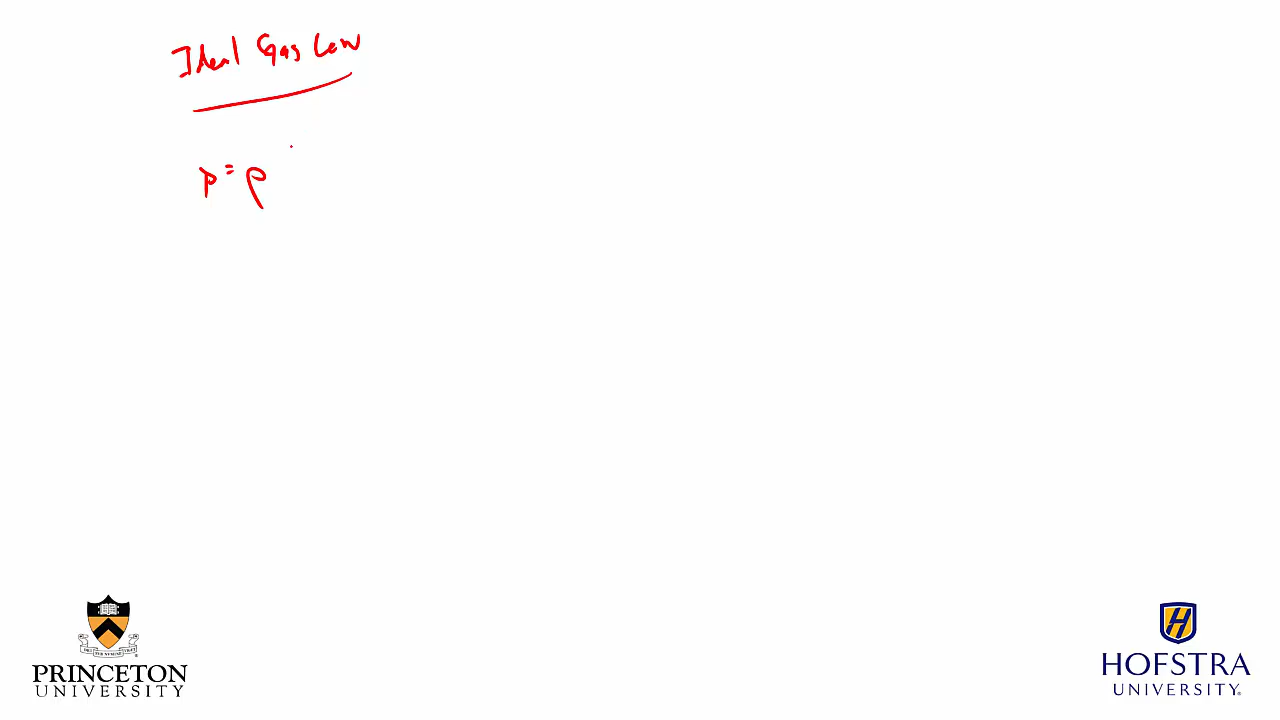 Ideal Gas Law
p = ρ
PRINCETON
UNIVERSITY
HOFSTRA
UNIVERSITY